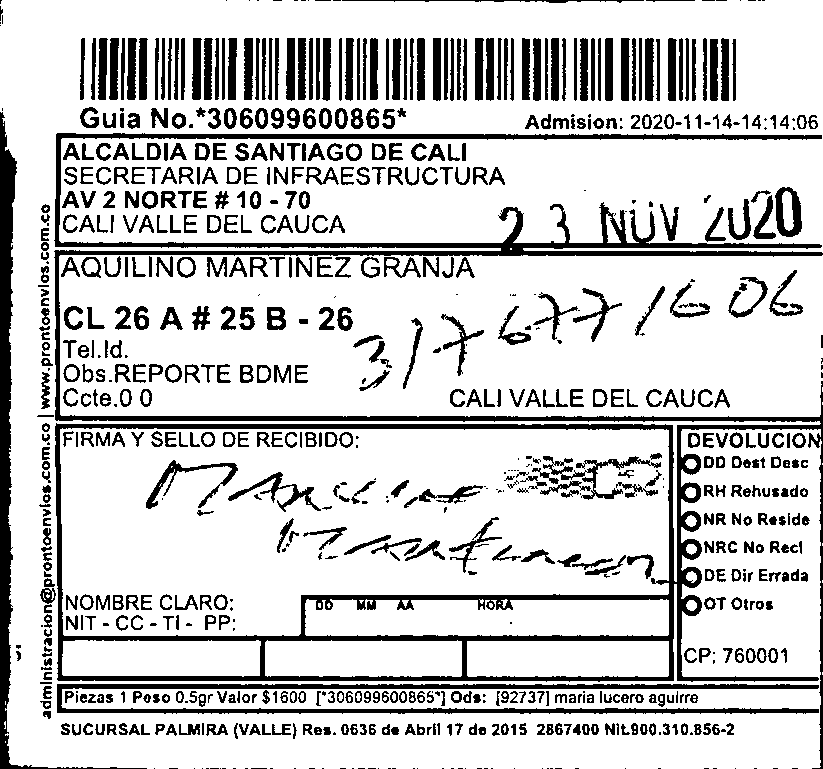 Guia No.*306099600865*
Admision: 2020-11-14-14:14:06
ALCALDIA DE SANTIAGO DE CALI
SECRETARIA DE INFRAESTRUCTURA
AV 2 NORTE # 10 - 70
CALI VALLE DEL CAUCA
2 3 NOV 2020
AQUILINO MARTINEZ GRANJA
CL 26 A # 25 B - 26
3176771606
Tel.Id.
Obs.REPORTE BDME
Ccte.0 0
CALI VALLE DEL CAUCA
www.prontoenvios.com.co
administracion@prontoenvios.com.co
FIRMA Y SELLO DE RECIBIDO:
NOMBRE CLARO:
NIT - CC - TI - PP:
DD MM AA HORA
DEVOLUCION
DD Dest Desc
RH Rehusado
NR No Reside
NRC No Recl
DE Dir Errada
OT Otros
CP: 760001
Piezas 1 Peso 0.5gr Valor $1600 [*306099600865*] Ods: [92737] maria lucero aguirre
SUCURSAL PALMIRA (VALLE) Res. 0636 de Abril 17 de 2015 2867400 Nit.900.310.856-2